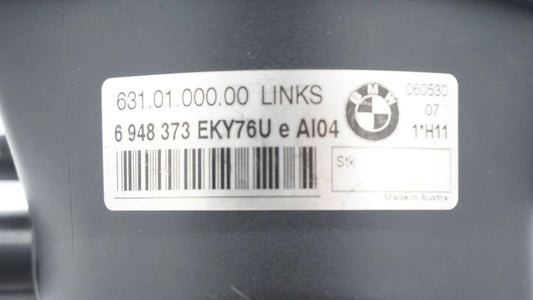 631.01.000.00 LINKS
6 948 373 EKY76U e AI04
BMW
060530
07
1*H11
Stk
Made in Austria